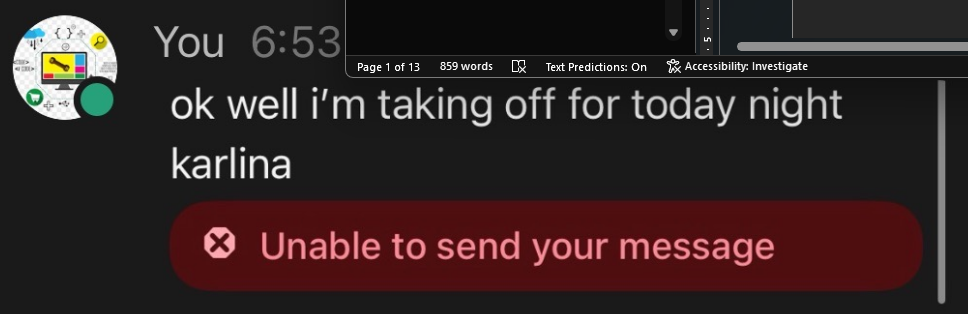 You 6:53
Page 1 of 13 859 words Text Predictions: On Accessibility: Investigate
ok well i’m taking off for today night
karlina
Unable to send your message